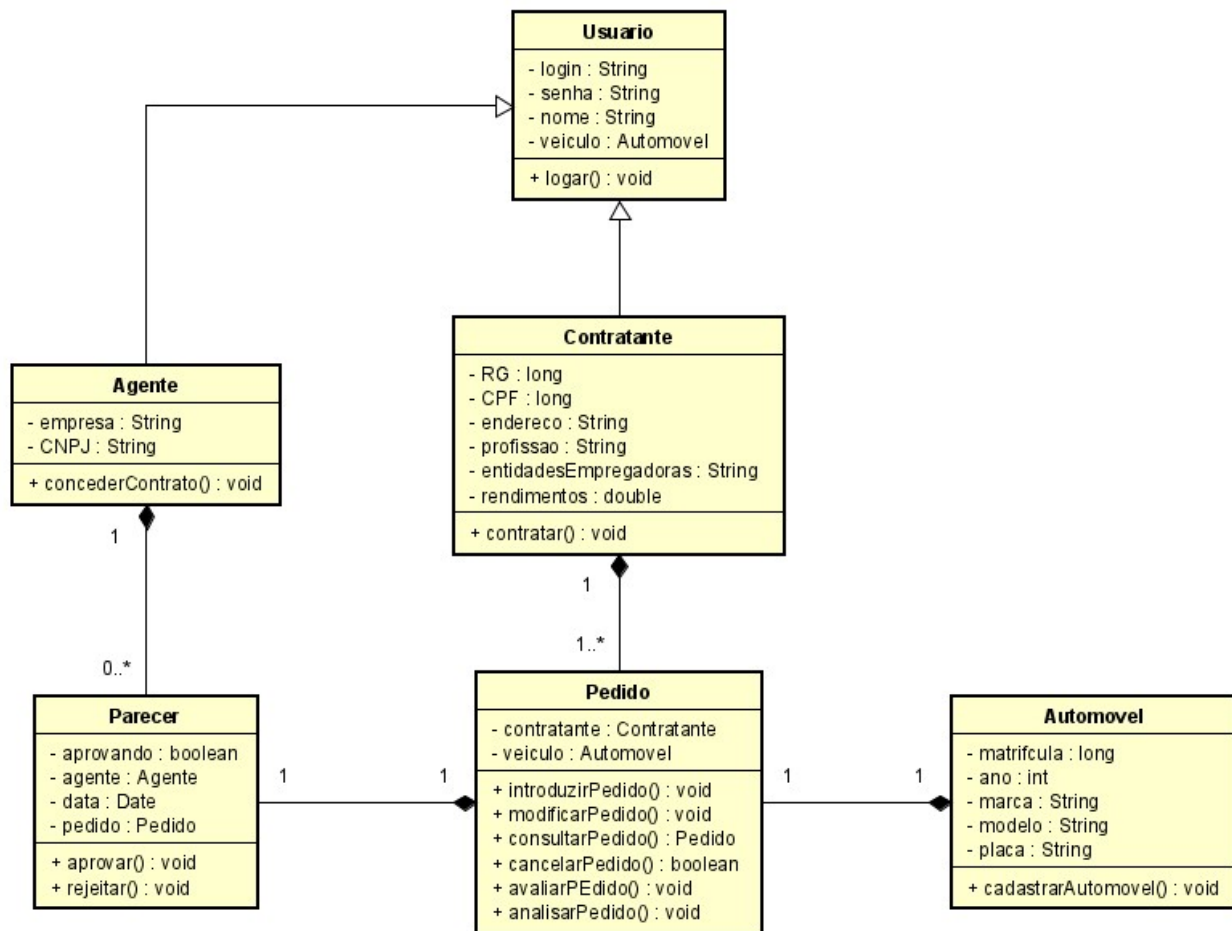 Usuario
- login : String
- senha : String
- nome : String
- veiculo : Automovel
+ logar() : void
Contratante
- RG : long
- CPF : long
- endereco : String
- profissao : String
- entidadesEmpregadoras : String
- rendimentos : double
+ contratar() : void
Agente
- empresa : String
- CNPJ : String
+ concederContrato() : void
1
1
0..*
1..*
Parecer
- aprovando : boolean
- agente : Agente
- data : Date
- pedido : Pedido
+ aprovar() : void
+ rejeitar() : void
1
1
Pedido
- contratante : Contratante
- veiculo : Automovel
+ introduzirPedido() : void
+ modificarPedido() : void
+ consultarPedido() : Pedido
+ cancelarPedido() : boolean
+ avaliarPEdido() : void
+ analisarPedido() : void
1
1
Automovel
- matrifcula : long
- ano : int
- marca : String
- modelo : String
- placa : String
+ cadastrarAutomovel() : void